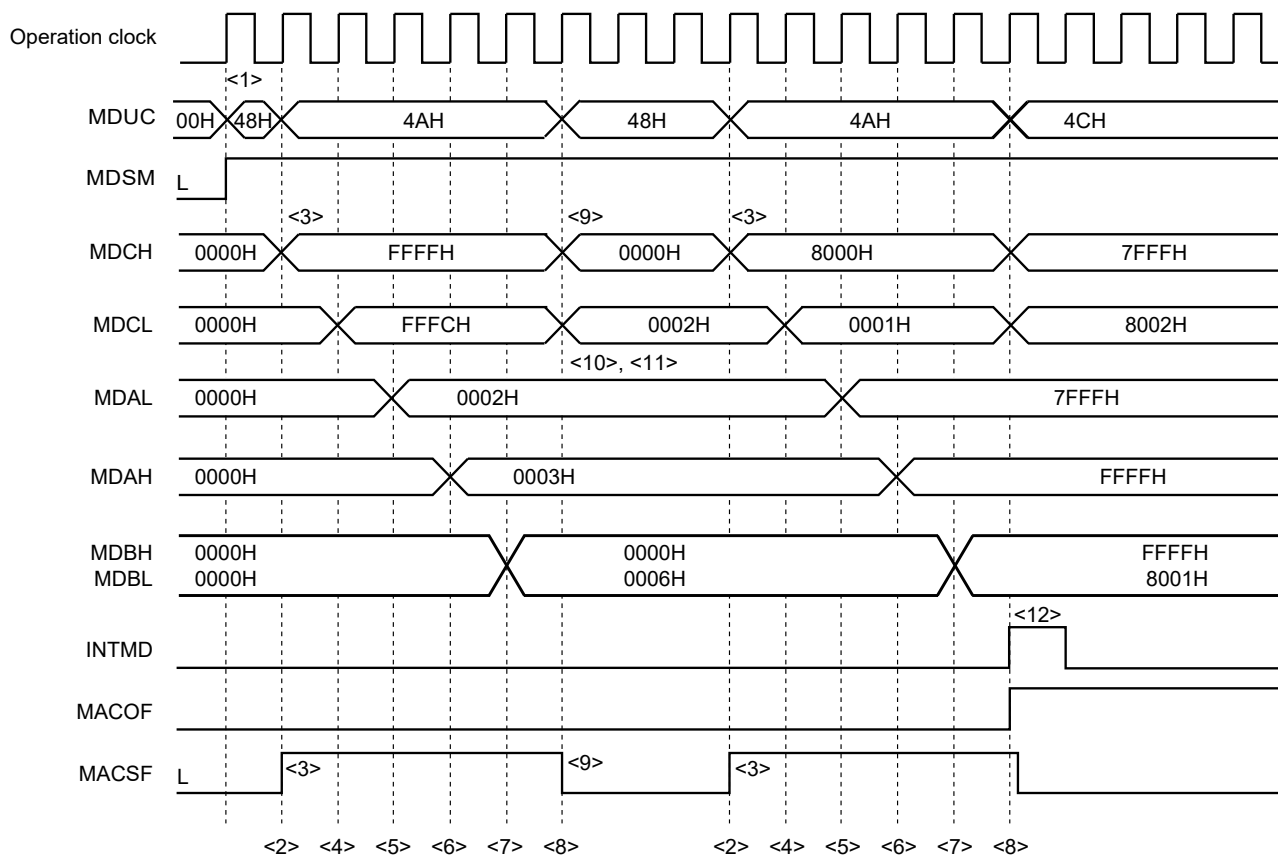 Operation clock
<1>
MDUC 00H 48H 4AH 48H 4AH 4CH
MDSM L
<3> <9> <3>
MDCH 0000H FFFFH 0000H 8000H 7FFFH
MDCL 0000H FFFCH 0002H 0001H 8002H
<10>, <11>
MDAL 0000H 0002H 7FFFH
MDAH 0000H 0003H FFFFH
MDBH 0000H 0000H FFFFH
MDBL 0000H 0006H 8001H
<12>
INTMD
MACOF
MACSF L <3> <9> <3>
<2> <4> <5> <6> <7> <8> <2> <4> <5> <6> <7> <8>